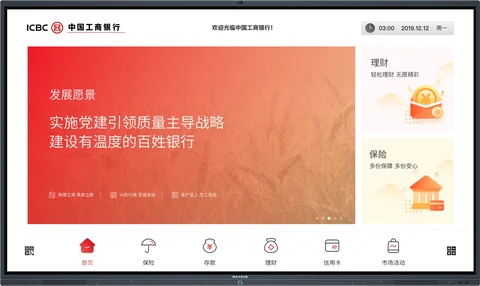 ICBC 中国工商银行
欢迎光临中国工商银行!
03:00 2019.12.12 周一
发展愿景
实施党建引领质量主导战略
建设有温度的百姓银行
理财
轻松理财 无限精彩
保险
多份保障 多份安心
首页
保险
存款
理财
信用卡
市场活动
MAXHUB